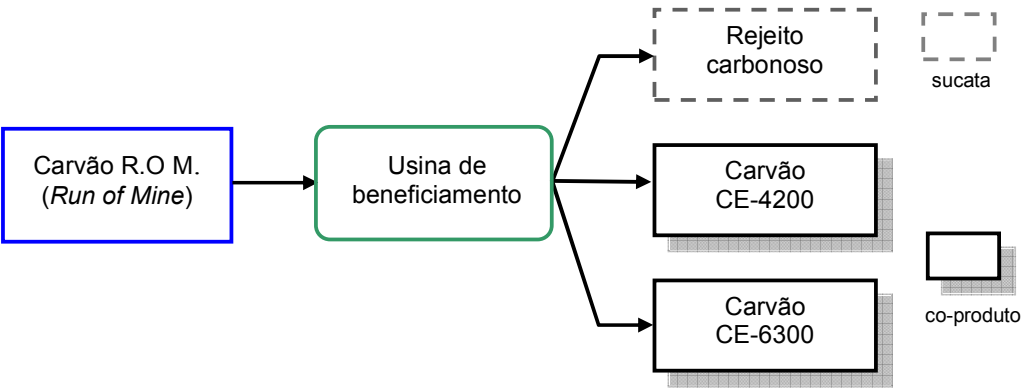 Carvão R.O M.
(Run of Mine)
Usina de
beneficiamento
Rejeito
carbonoso
Carvão
CE-4200
Carvão
CE-6300
sucata
co-produto